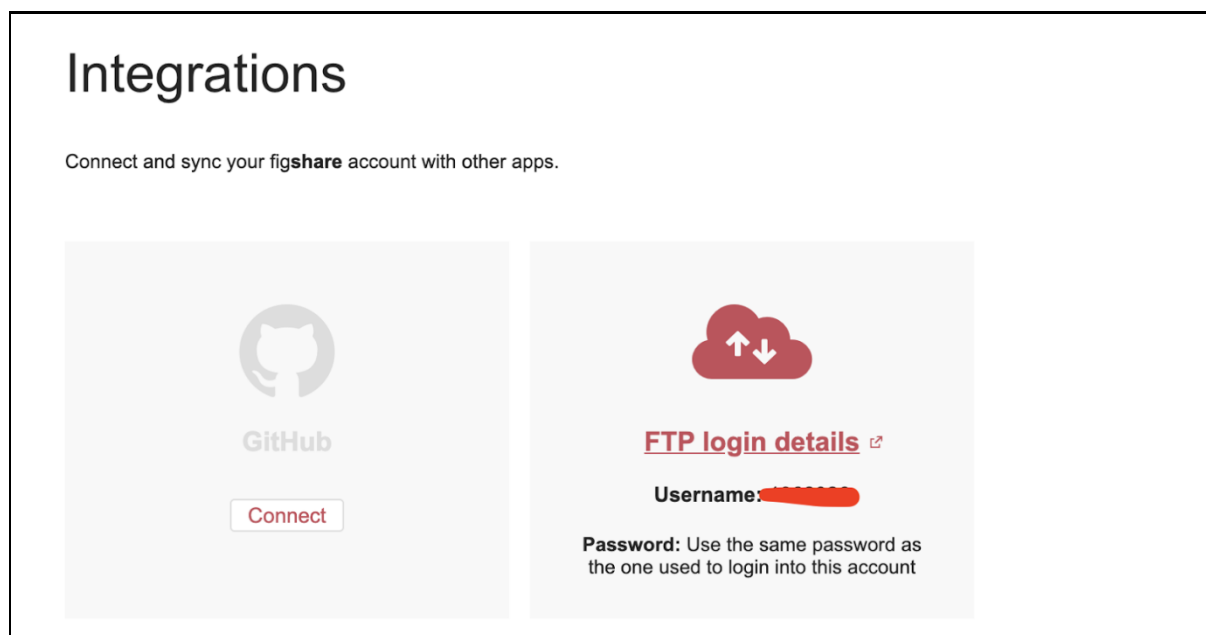 Integrations
Connect and sync your figshare account with other apps.
GitHub
Connect
FTP login details
Username:
Password: Use the same password as
the one used to login into this account